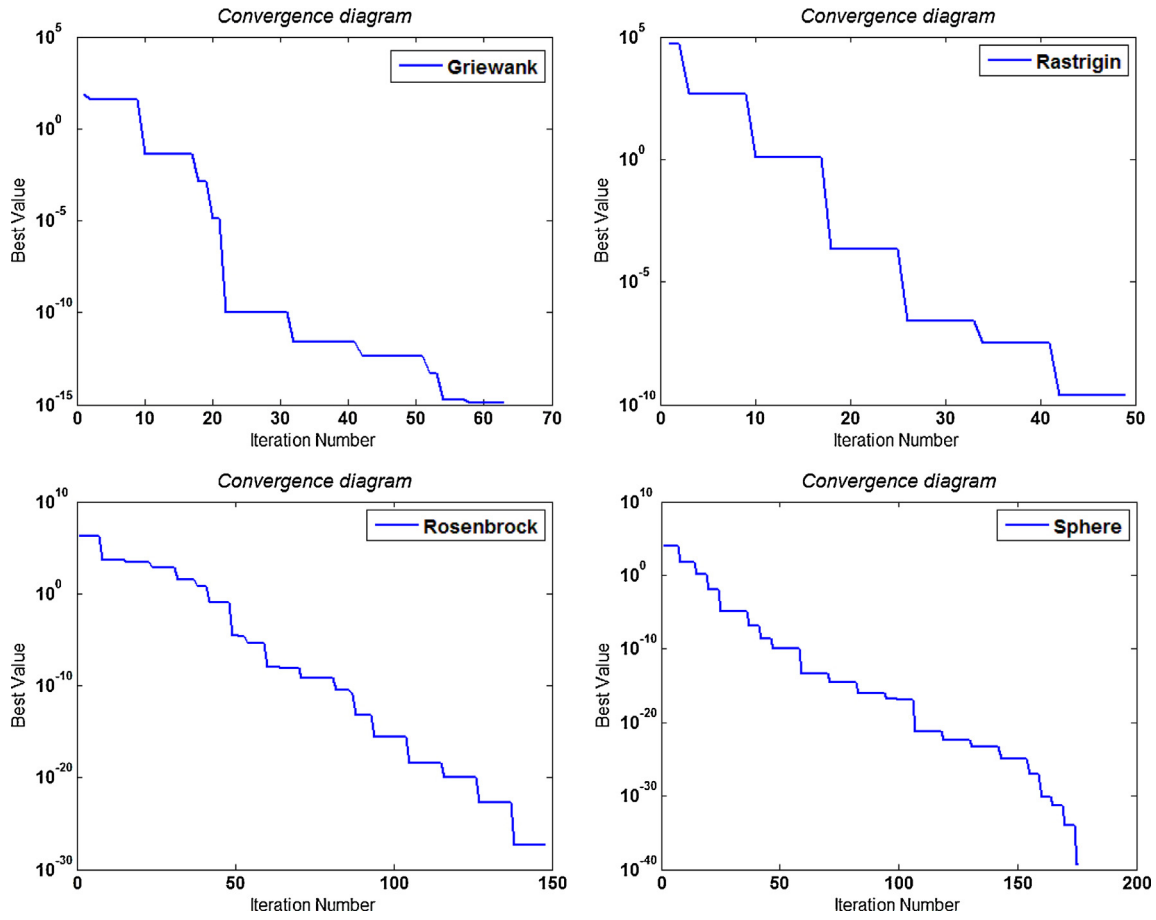 Convergence diagram
Griewank
Best Value
10^5
10^0
10^-5
10^-10
10^-15
0 10 20 30 40 50 60 70
Iteration Number
Convergence diagram
Rastrigin
Best Value
10^5
10^0
10^-5
10^-10
0 10 20 30 40 50
Iteration Number
Convergence diagram
Rosenbrock
Best Value
10^10
10^0
10^-10
10^-20
10^-30
0 50 100 150
Iteration Number
Convergence diagram
Sphere
Best Value
10^10
10^0
10^-10
10^-20
10^-30
10^-40
0 50 100 150 200
Iteration Number